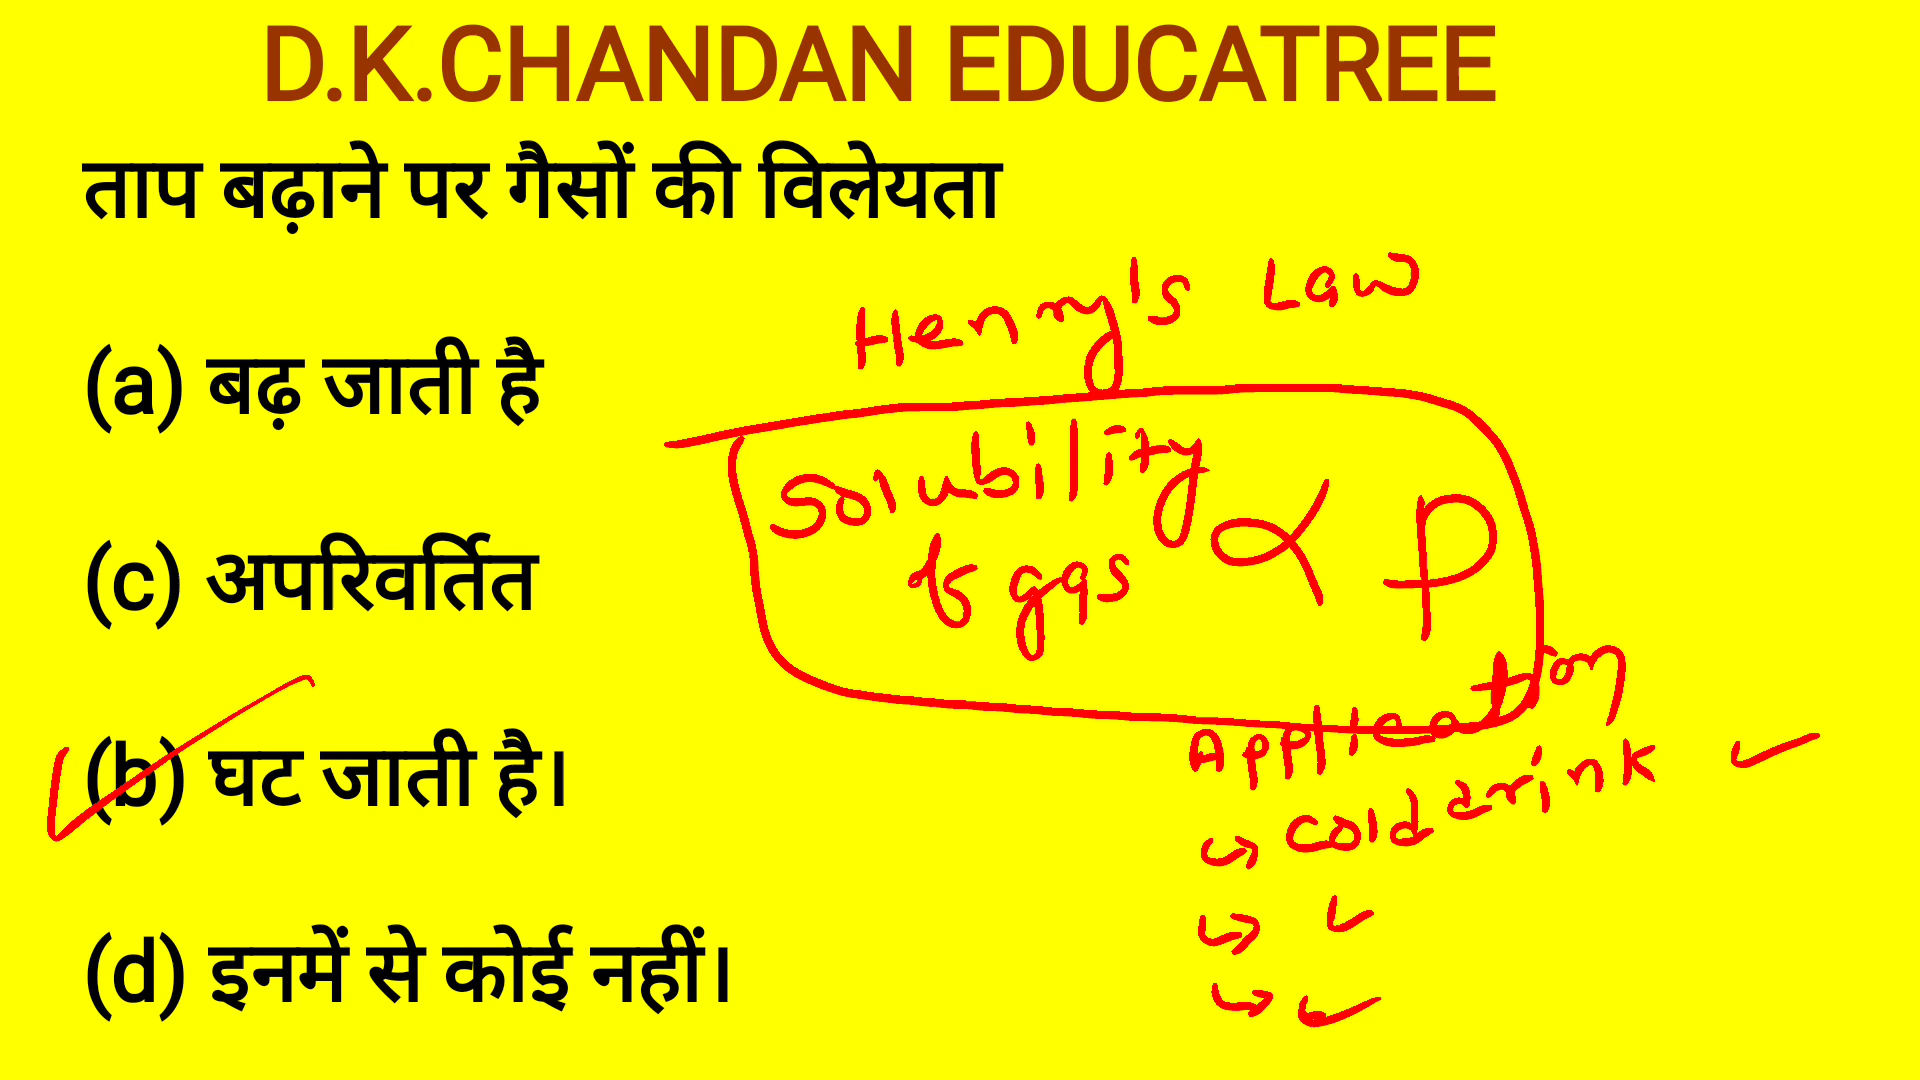 D.K.CHANDAN EDUCATREE
ताप बढ़ाने पर गैसों की विलेयता
(a) बढ़ जाती है
(c) अपरिवर्तित
(b) घट जाती है।
(d) इनमें से कोई नहीं।
Henry's Law
Solubility
of gas ∝ P
Application
↪ cold drink